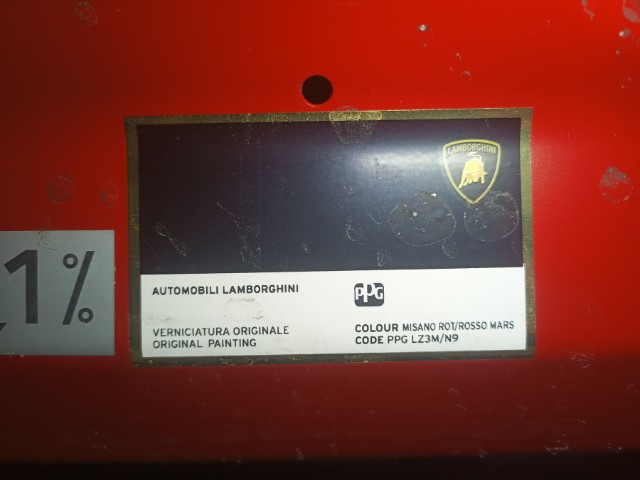 LAMBORGHINI
1%
AUTOMOBILI LAMBORGHINI
PPG
VERNICIATURA ORIGINALE
ORIGINAL PAINTING
COLOUR MISANO ROT/ROSSO MARS
CODE PPG LZ3M/N9